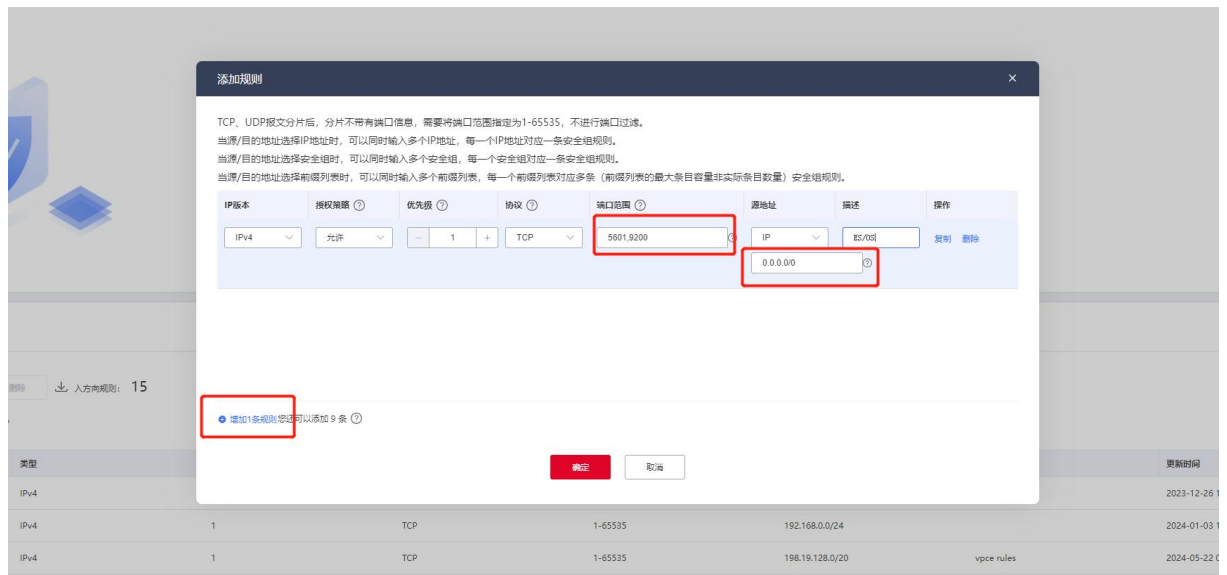 添加规则
TCP、UDP报文分片后，分片不带有端口信息，需要将端口范围指定为1-65535，不进行端口过滤。
当源/目的地址选择IP地址时，可以同时输入多个IP地址，每一个IP地址对应一条安全组规则。
当源/目的地址选择安全组时，可以同时输入多个安全组，每一个安全组对应一条安全组规则。
当源/目的地址选择前缀列表时，可以同时输入多个前缀列表，每一个前缀列表对应多条（前缀列表的最大条目容量非实际条目数量）安全组规则。
IP版本 授权策略 优先级 协议 端口范围 源地址 描述 操作
IPv4 允许 1 TCP 5601,9200 IP ES/OS 复制 删除
0.0.0.0/0
删除 入方向规则： 15
增加1条规则 您还可以添加 9 条
确定 取消
类型 更新时间
IPv4 2023-12-26 1
IPv4 1 TCP 1-65535 192.168.0.0/24 2024-01-03 1
IPv4 1 TCP 1-65535 198.19.128.0/20 vpce rules 2024-05-22 0